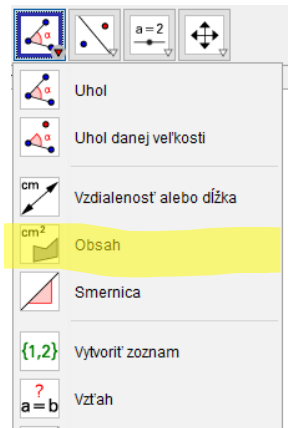 α
a=2
α
Uhol
α
Uhol danej veľkosti
cm
Vzdialenosť alebo dĺžka
cm²
Obsah
Smernica
{1,2}
Vytvoriť zoznam
?
a=b
Vzťah